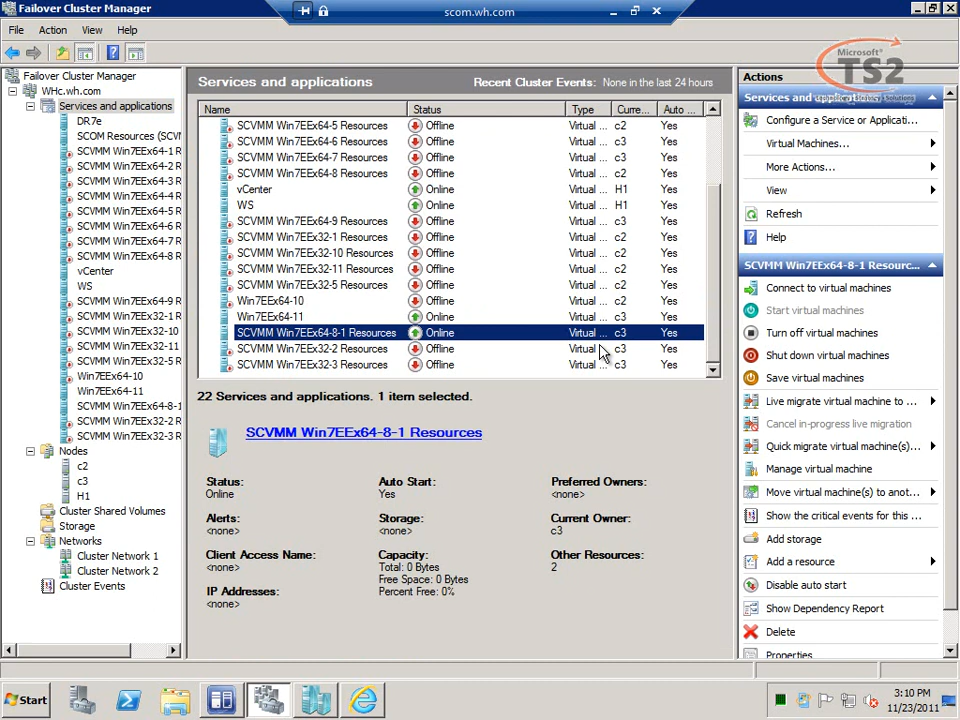 Failover Cluster Manager
scom.wh.com
File Action View Help
Microsoft®
TS2
Failover Cluster Manager
WHc.wh.com
Services and applications
DR7e
SCOM Resources (SCV
SCVMM Win7EEx64-1 R
SCVMM Win7EEx64-2 R
SCVMM Win7EEx64-3 R
SCVMM Win7EEx64-4 R
SCVMM Win7EEx64-5 R
SCVMM Win7EEx64-6 R
SCVMM Win7EEx64-7 R
SCVMM Win7EEx64-8 R
vCenter
WS
SCVMM Win7EEx64-9 R
SCVMM Win7EEx32-1 R
SCVMM Win7EEx32-10
SCVMM Win7EEx32-11
SCVMM Win7EEx32-5 R
Win7EEx64-10
Win7EEx64-11
SCVMM Win7EEx64-8-1
SCVMM Win7EEx32-2 R
SCVMM Win7EEx32-3 R
Nodes
c2
c3
H1
Cluster Shared Volumes
Storage
Networks
Cluster Network 1
Cluster Network 2
Cluster Events
Services and applications Recent Cluster Events: None in the last 24 hours
Name Status Type Curre... Auto ...
SCVMM Win7EEx64-5 Resources Offline Virtual ... c2 Yes
SCVMM Win7EEx64-6 Resources Offline Virtual ... c3 Yes
SCVMM Win7EEx64-7 Resources Offline Virtual ... c3 Yes
SCVMM Win7EEx64-8 Resources Offline Virtual ... c2 Yes
vCenter Online Virtual ... H1 Yes
WS Online Virtual ... H1 Yes
SCVMM Win7EEx64-9 Resources Offline Virtual ... c3 Yes
SCVMM Win7EEx32-1 Resources Offline Virtual ... c2 Yes
SCVMM Win7EEx32-10 Resources Offline Virtual ... c2 Yes
SCVMM Win7EEx32-11 Resources Offline Virtual ... c2 Yes
SCVMM Win7EEx32-5 Resources Offline Virtual ... c2 Yes
Win7EEx64-10 Offline Virtual ... c2 Yes
Win7EEx64-11 Offline Virtual ... c3 Yes
SCVMM Win7EEx64-8-1 Resources Online Virtual ... c3 Yes
SCVMM Win7EEx32-2 Resources Offline Virtual ... c3 Yes
SCVMM Win7EEx32-3 Resources Offline Virtual ... c3 Yes
22 Services and applications. 1 item selected.
SCVMM Win7EEx64-8-1 Resources
Status: Auto Start: Preferred Owners:
Online Yes <none>
Alerts: Storage: Current Owner:
<none> <none> c3
Client Access Name: Capacity: Other Resources:
<none> Total: 0 Bytes 2
Free Space: 0 Bytes
IP Addresses: Percent Free: 0%
<none>
Actions
Services and
Configure a Service or Applicati...
Virtual Machines...
More Actions...
View
Refresh
Help
SCVMM Win7EEx64-8-1 Resourc...
Connect to virtual machines
Start virtual machines
Turn off virtual machines
Shut down virtual machines
Save virtual machines
Live migrate virtual machine to ...
Cancel in-progress live migration
Quick migrate virtual machine(s)...
Manage virtual machine
Move virtual machine(s) to anot...
Show the critical events for this ...
Add storage
Add a resource
Disable auto start
Show Dependency Report
Delete
Properties
Start
3:10 PM
11/23/2011